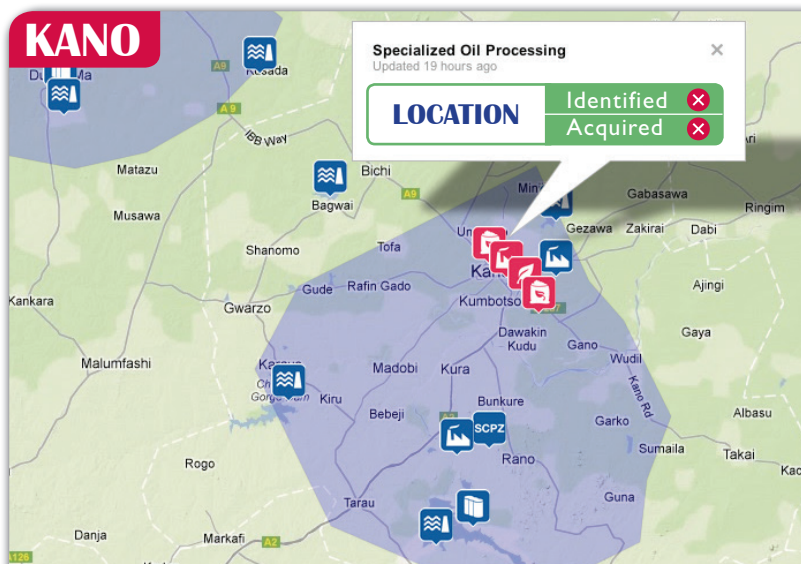 KANO
Specialized Oil Processing
Updated 19 hours ago
LOCATION
Identified
Acquired
A9
A 9
IBB Way
Matazu
Bichi
A9
Gabasawa
Bagwai
Musawa
Ringim
Gezawa
Zakirai
Dabi
Shanomo
Tofa
Kankara
Gude
Rafin Gado
Ajingi
Gwarzo
Kumbotso
Dawakin
Kudu
Gano
Gaya
Wudil
Malumfashi
Madobi
Kura
Kano Rd
Kiru
Bebeji
Bunkure
Albasu
SCPZ
Garko
Sumaila
Takai
Rogo
Rano
Tarau
Guna
Danja
Markafi
A2
A126